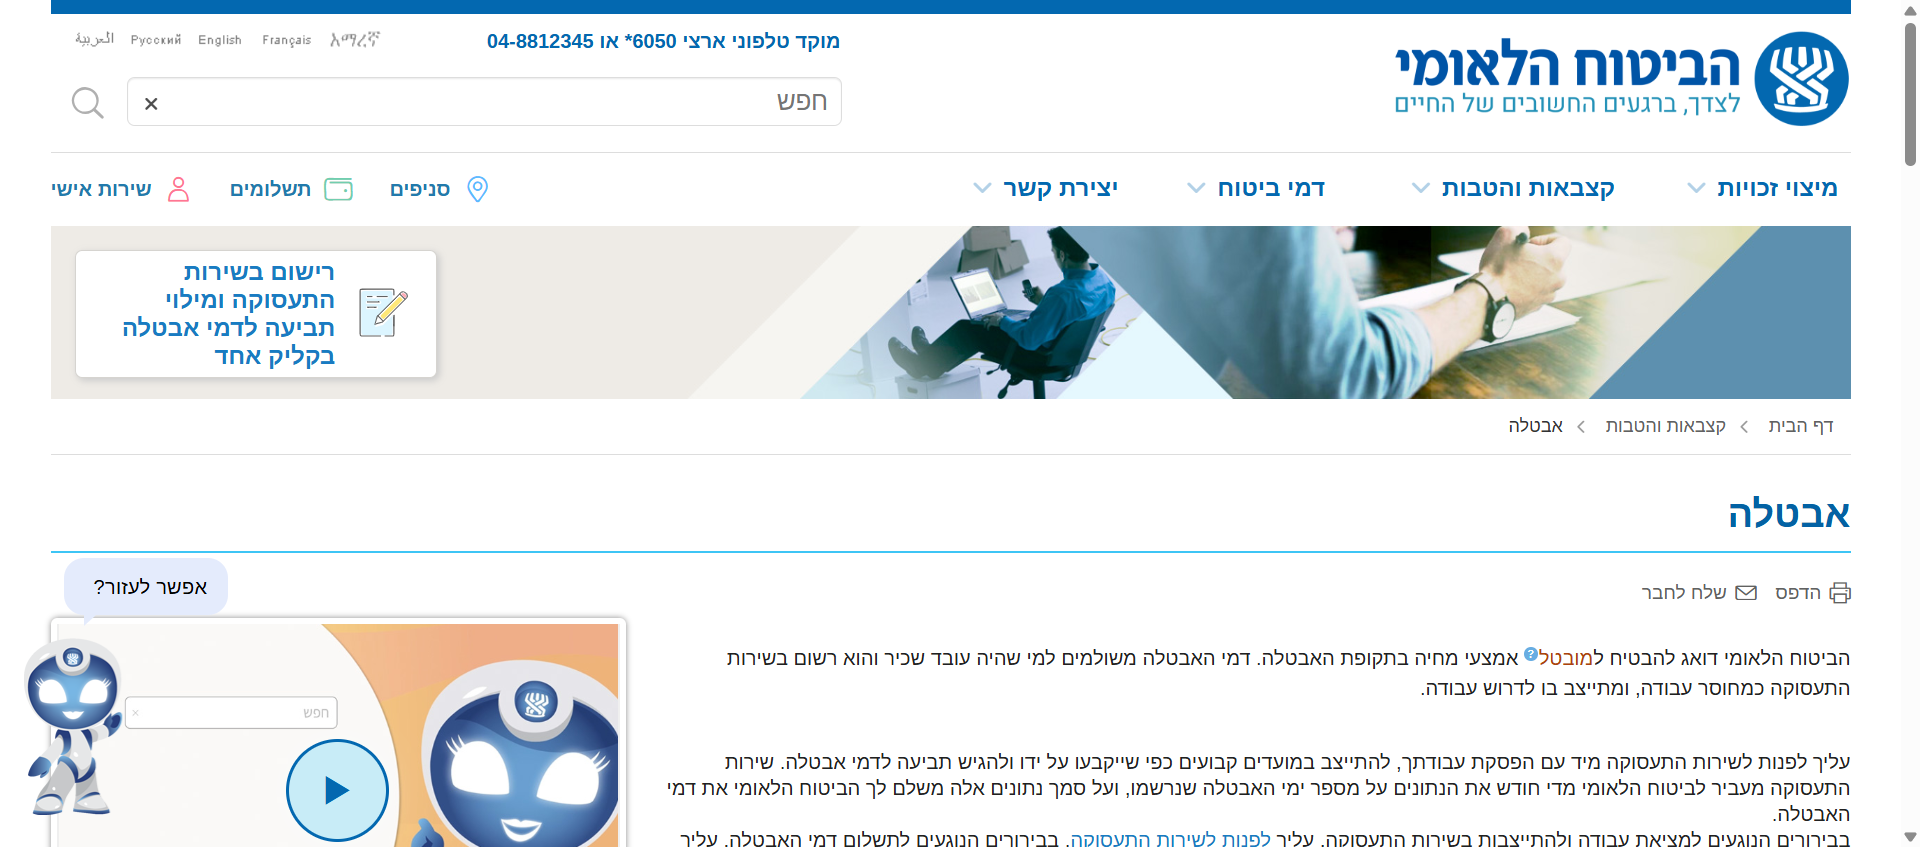 הביטוח הלאומי
לצדך, ברגעים החשובים של החיים
מוקד טלפוני ארצי 6050* או 04-8812345
አማረኛ Français English Русский العربية
חפש
מיצוי זכויות קצבאות והטבות דמי ביטוח יצירת קשר סניפים תשלומים שירות אישי
רישום בשירות
התעסוקה ומילוי
תביעה לדמי אבטלה
בקליק אחד
דף הבית קצבאות והטבות אבטלה
אבטלה
הדפס שלח לחבר
אפשר לעזור?
הביטוח הלאומי דואג להבטיח למובטל? אמצעי מחיה בתקופת האבטלה. דמי האבטלה משולמים למי שהיה עובד שכיר והוא רשום בשירות
התעסוקה כמחוסר עבודה, ומתייצב בו לדרוש עבודה.
עליך לפנות לשירות התעסוקה מיד עם הפסקת עבודתך, להתייצב במועדים קבועים כפי שייקבעו על ידו ולהגיש תביעה לדמי אבטלה. שירות
התעסוקה מעביר לביטוח הלאומי מדי חודש את הנתונים על מספר ימי האבטלה שנרשמו, ועל סמך נתונים אלה משלם לך הביטוח הלאומי את דמי
האבטלה.
בבירורים הנוגעים למציאת עבודה ולהתייצבות בשירות התעסוקה, עליך לפנות לשירות התעסוקה. בבירורים הנוגעים לתשלום דמי האבטלה, עליך
חפש